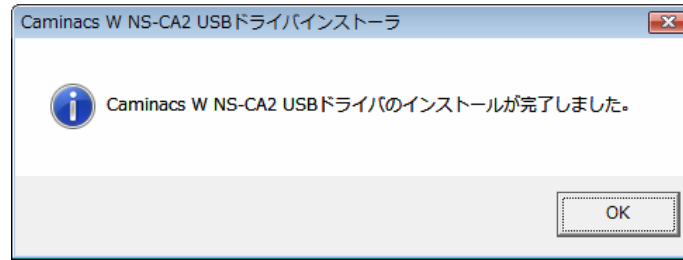 Caminacs W NS-CA2 USBドライバインストーラ
Caminacs W NS-CA2 USBドライバのインストールが完了しました。
OK